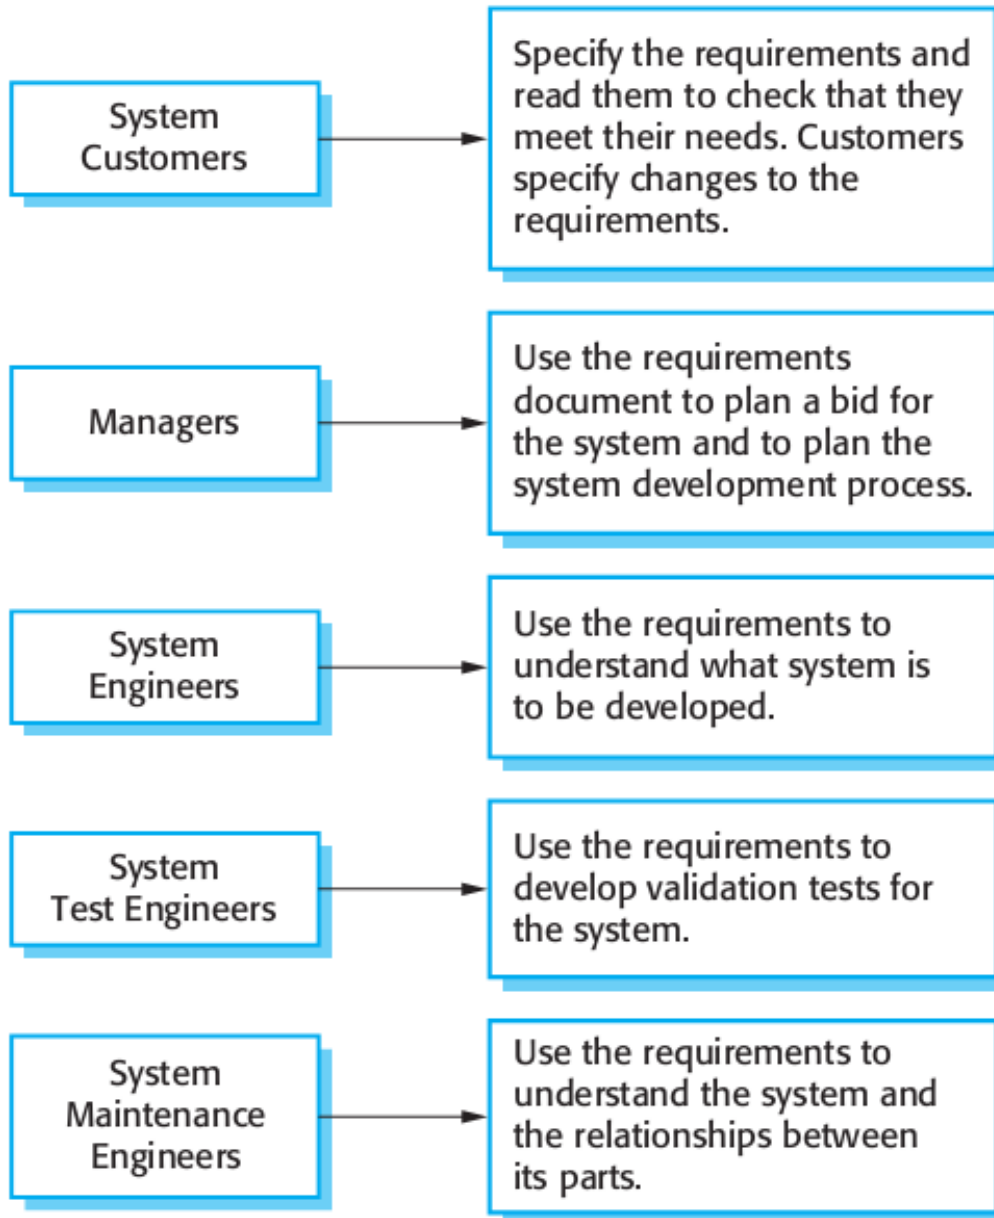 System
Customers
Specify the requirements and
read them to check that they
meet their needs. Customers
specify changes to the
requirements.
Managers
Use the requirements
document to plan a bid for
the system and to plan the
system development process.
System
Engineers
Use the requirements to
understand what system is
to be developed.
System
Test Engineers
Use the requirements to
develop validation tests for
the system.
System
Maintenance
Engineers
Use the requirements to
understand the system and
the relationships between
its parts.